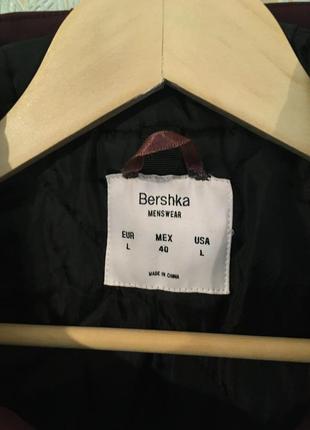 Bershka
MENSWEAR
EUR MEX USA
L 40 L
MADE IN CHINA